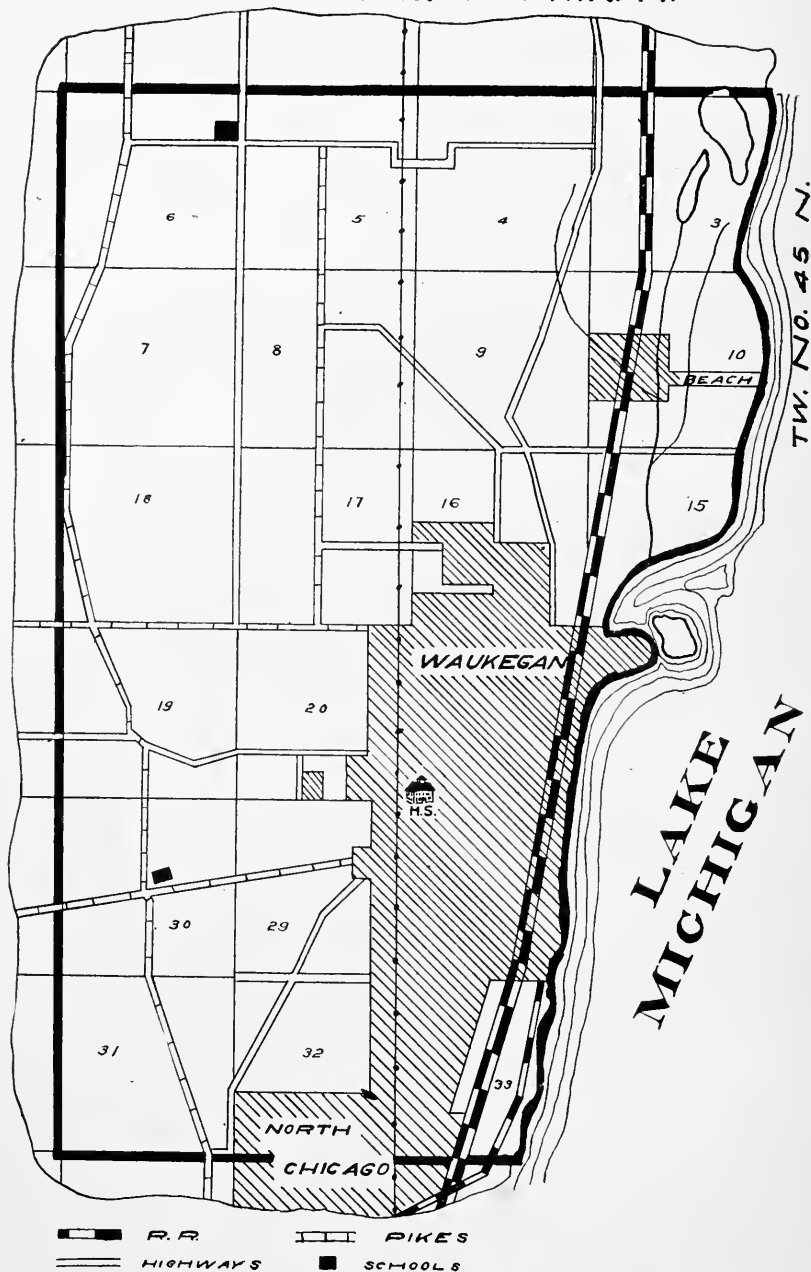 6
5
4
3
7
8
9
10
BEACH
TW. NO. 45 N.
18
17
16
15
WAUKEGAN
19
20
H.S.
LAKE
MICHIGAN
30
29
31
32
33
NORTH
CHICAGO
R.R.
PIKES
HIGHWAYS
SCHOOLS